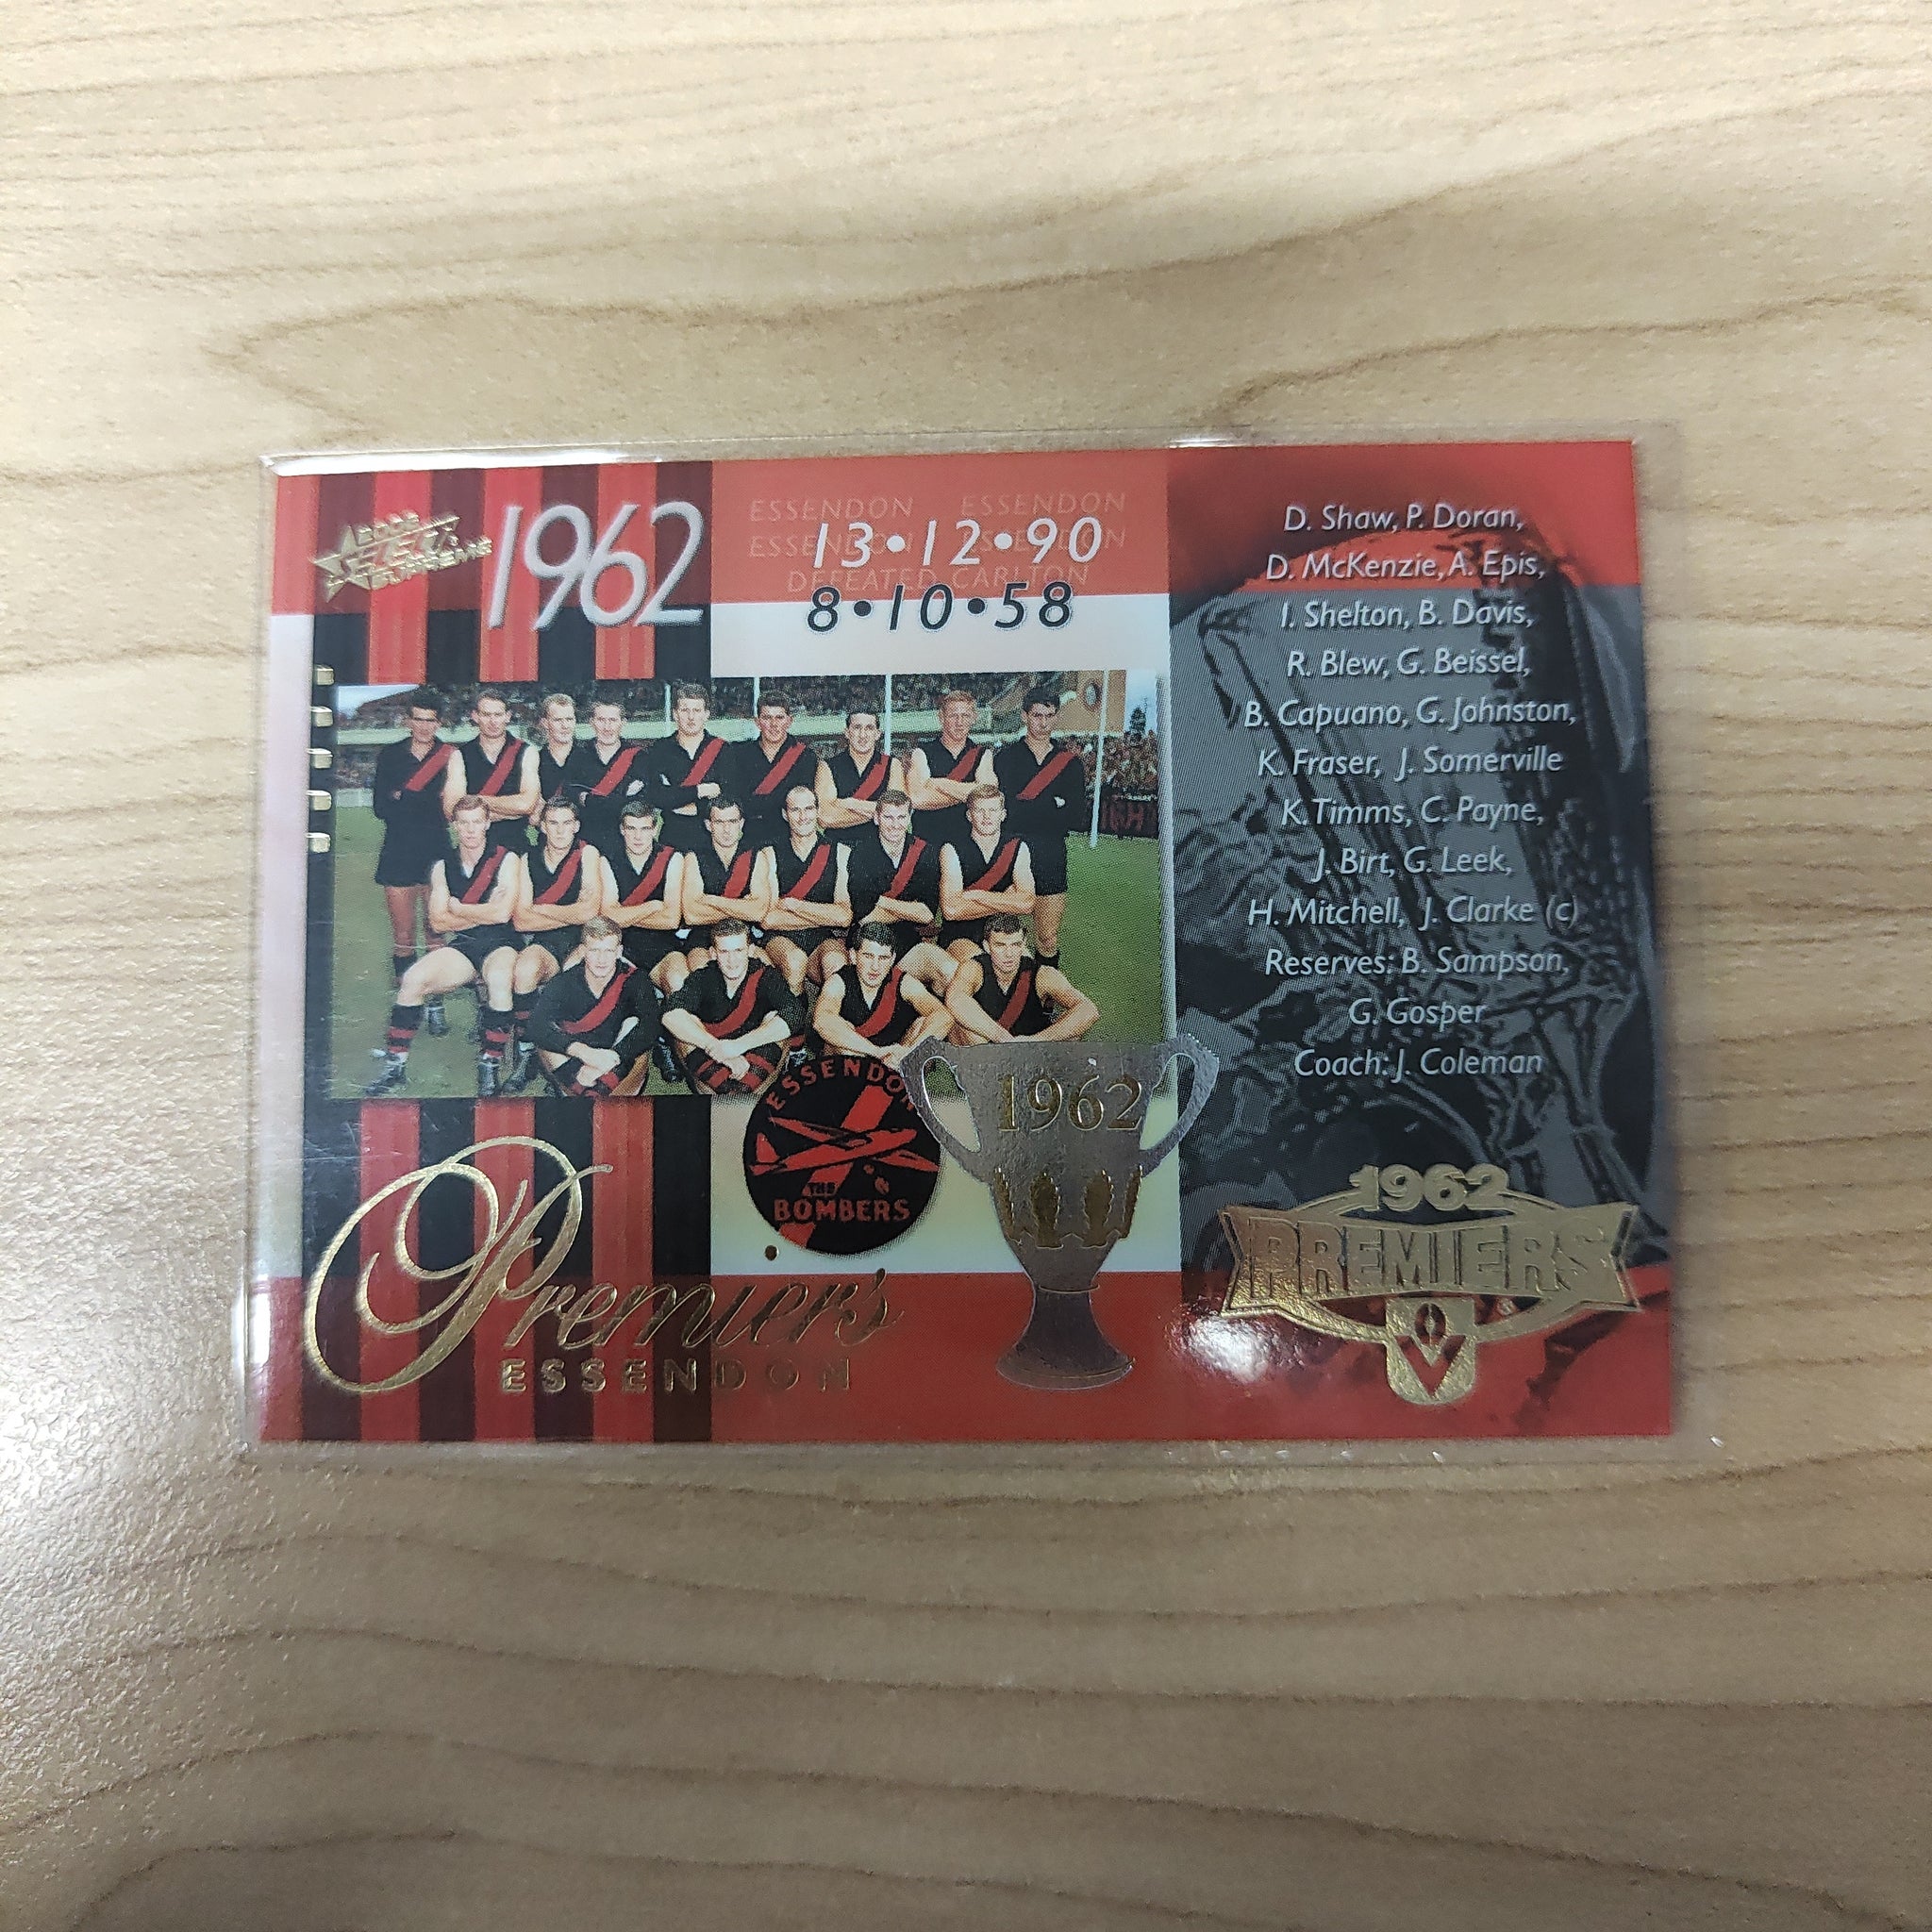 1962
ESSENDON ESSENDON
13•12•90
DEFEATED CARLTON
8•10•58
D. Shaw, P. Doran,
D. McKenzie, A. Epis,
I. Shelton, B. Davis,
R. Blew, G. Beissel,
B. Capuano, G. Johnston,
K. Fraser, J. Somerville
K. Timms, C. Payne,
J. Birt, G. Leek,
H. Mitchell, J. Clarke (c)
Reserves: B. Sampson,
G. Gosper
Coach: J. Coleman
ESSENDON
THE
BOMBERS
1962
Premiers
ESSENDON
1962
PREMIERS